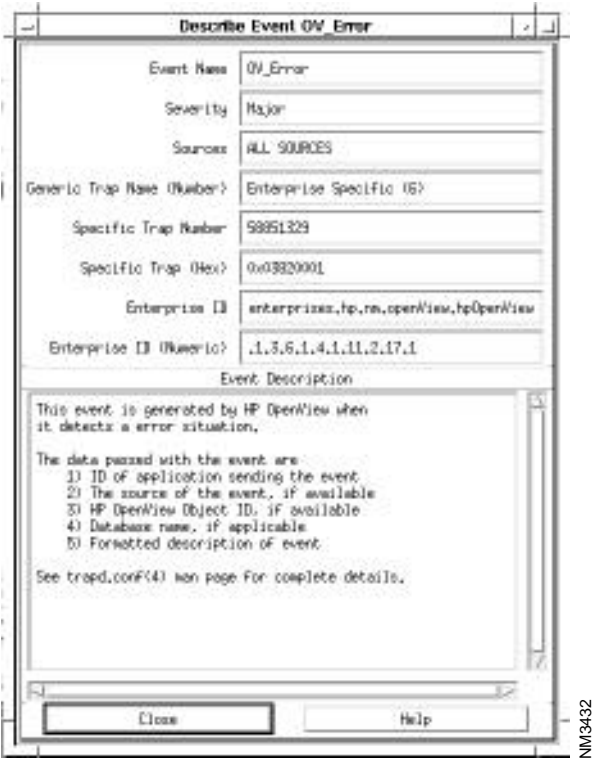 Describe Event OV_Error
Event Name OV_Error
Severity Major
Sources ALL SOURCES
Generic Trap Name (Number) Enterprise Specific (6)
Specific Trap Number 58851329
Specific Trap (Hex) 0x03820001
Enterprise ID enterprises.hp.nm.openView.hpOpenView
Enterprise ID (Numeric) .1.3.6.1.4.1.11.2.17.1
Event Description
This event is generated by HP OpenView when
it detects a error situation.
The data passed with the event are
1) ID of application sending the event
2) The source of the event, if available
3) HP OpenView Object ID, if available
4) Database name, if applicable
5) Formatted description of event
See trapd.conf(4) man page for complete details.
Close Help
NM3432